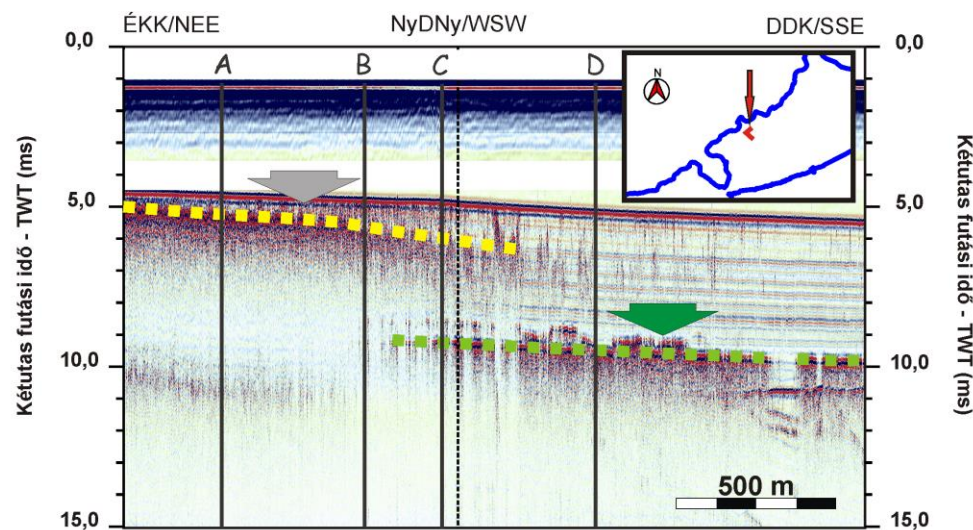 ÉKK/NEE
NyDNy/WSW
DDK/SSE
0,0
0,0
A
B
C
D
N
Kétutas futási idő - TWT (ms)
Kétutas futási idő - TWT (ms)
5,0
5,0
10,0
10,0
500 m
15,0
15,0